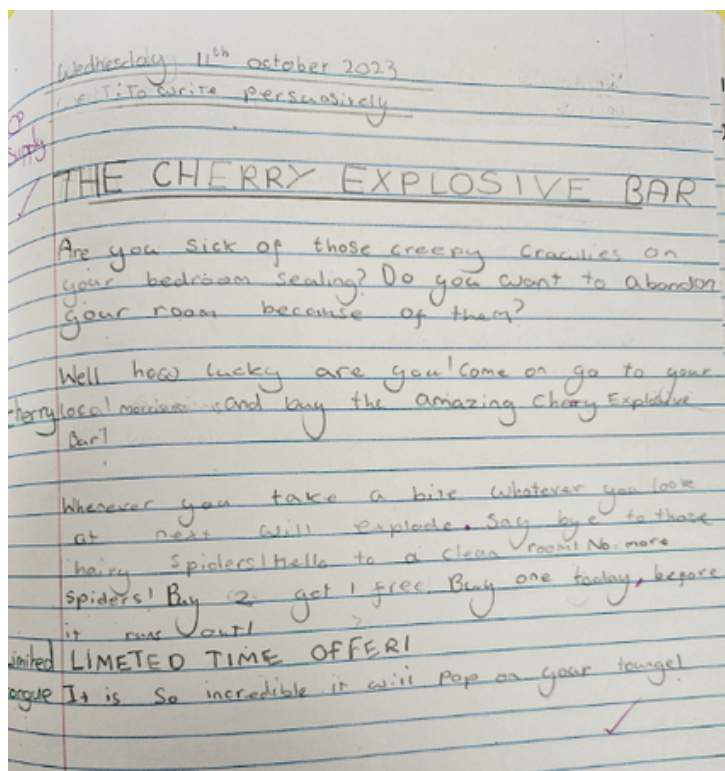 Wednesday 11th october 2023
To write persuasively
CP
Supply
THE CHERRY EXPLOSIVE BAR
Are you sick of those creepy craculies on
your bedroom sealing? Do you want to abandon
your room because of them?
Well how lucky are you! Come on go to your
cherry local and buy the amazing Cherry Explosive
Bar!
Whenever you take a bite whatever you look
at next will explode. Say bye to those
hairy spiders! hello to a clean room! No more
spiders! Buy 2 get 1 free. Buy one today, before
it runs out!
limited LIMETED TIME OFFER!
tongue It is so incredible it will pop on your tounge!